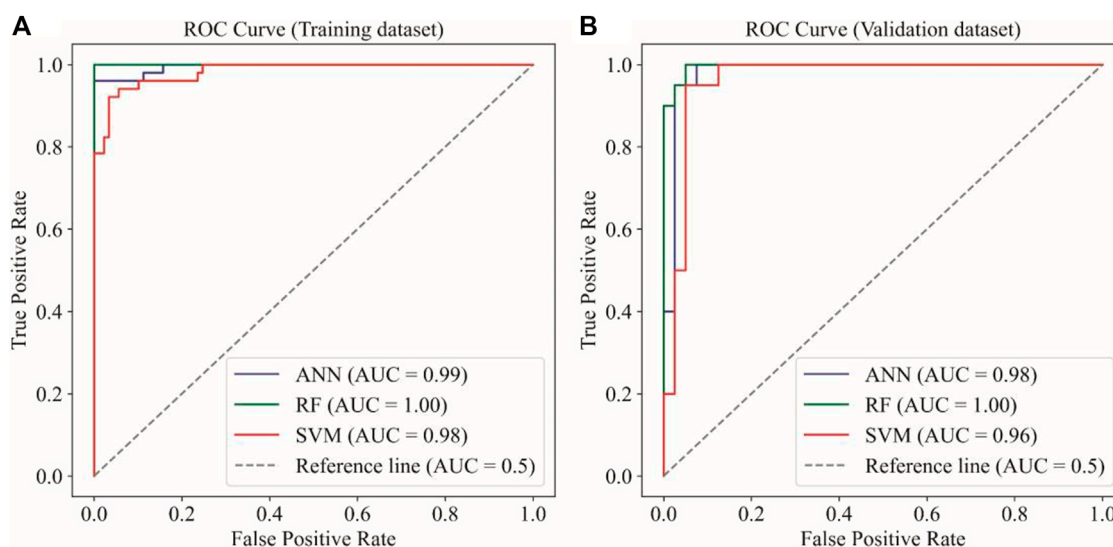 A
ROC Curve (Training dataset)
True Positive Rate
1.0
0.8
0.6
0.4
0.2
0.0
ANN (AUC = 0.99)
RF (AUC = 1.00)
SVM (AUC = 0.98)
Reference line (AUC = 0.5)
0.0 0.2 0.4 0.6 0.8 1.0
False Positive Rate
B
ROC Curve (Validation dataset)
True Positive Rate
1.0
0.8
0.6
0.4
0.2
0.0
ANN (AUC = 0.98)
RF (AUC = 1.00)
SVM (AUC = 0.96)
Reference line (AUC = 0.5)
0.0 0.2 0.4 0.6 0.8 1.0
False Positive Rate